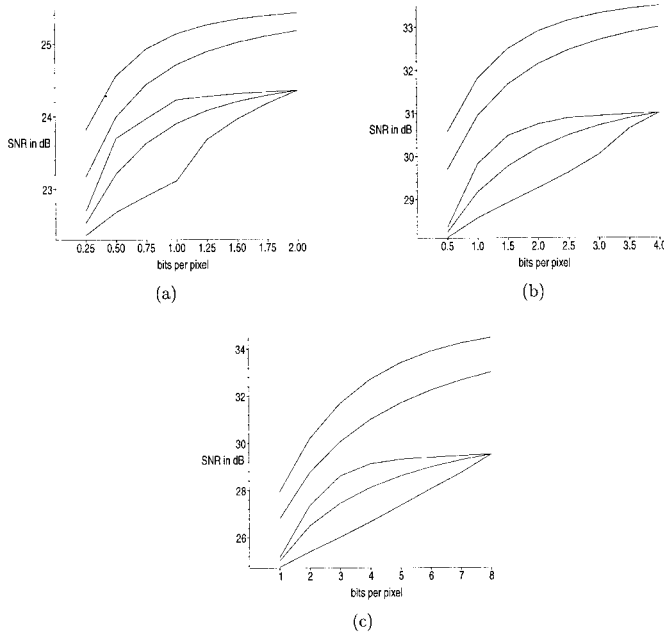 25
24
SNR in dB
23
0.25 0.50 0.75 1.00 1.25 1.50 1.75 2.00
bits per pixel
(a)
33
32
31
SNR in dB
30
29
0.5 1.0 1.5 2.0 2.5 3.0 3.5 4.0
bits per pixel
(b)
34
32
30
SNR in dB
28
26
1 2 3 4 5 6 7 8
bits per pixel
(c)